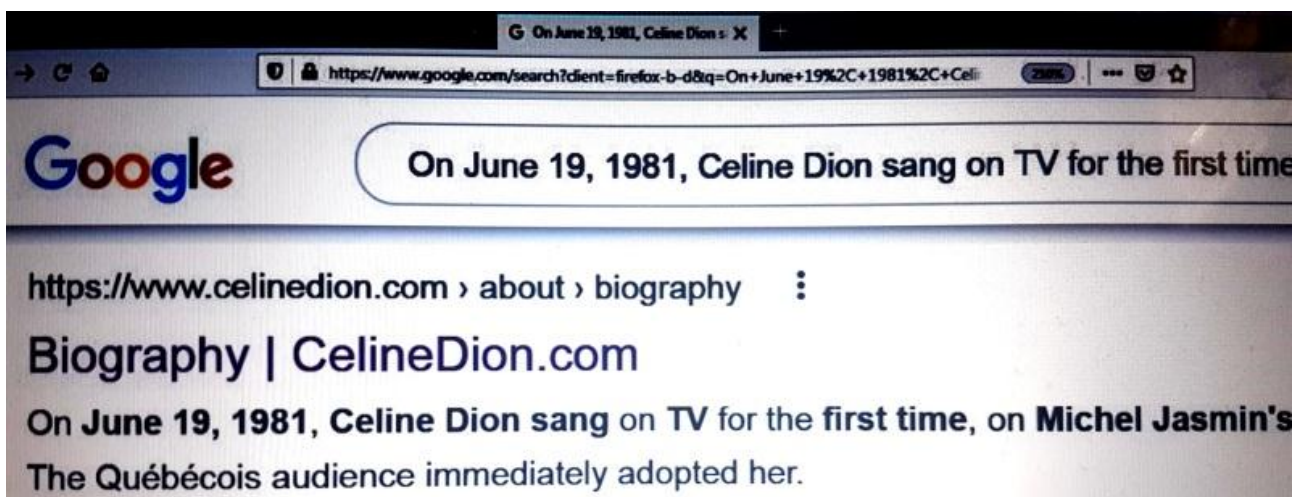 G On June 19, 1981, Celine Dion s
https://www.google.com/search?client=firefox-b-d&q=On+June+19%2C+1981%2C+Celi 230%
Google On June 19, 1981, Celine Dion sang on TV for the first time
https://www.celinedion.com › about › biography
Biography | CelineDion.com
On June 19, 1981, Celine Dion sang on TV for the first time, on Michel Jasmin's
The Québécois audience immediately adopted her.